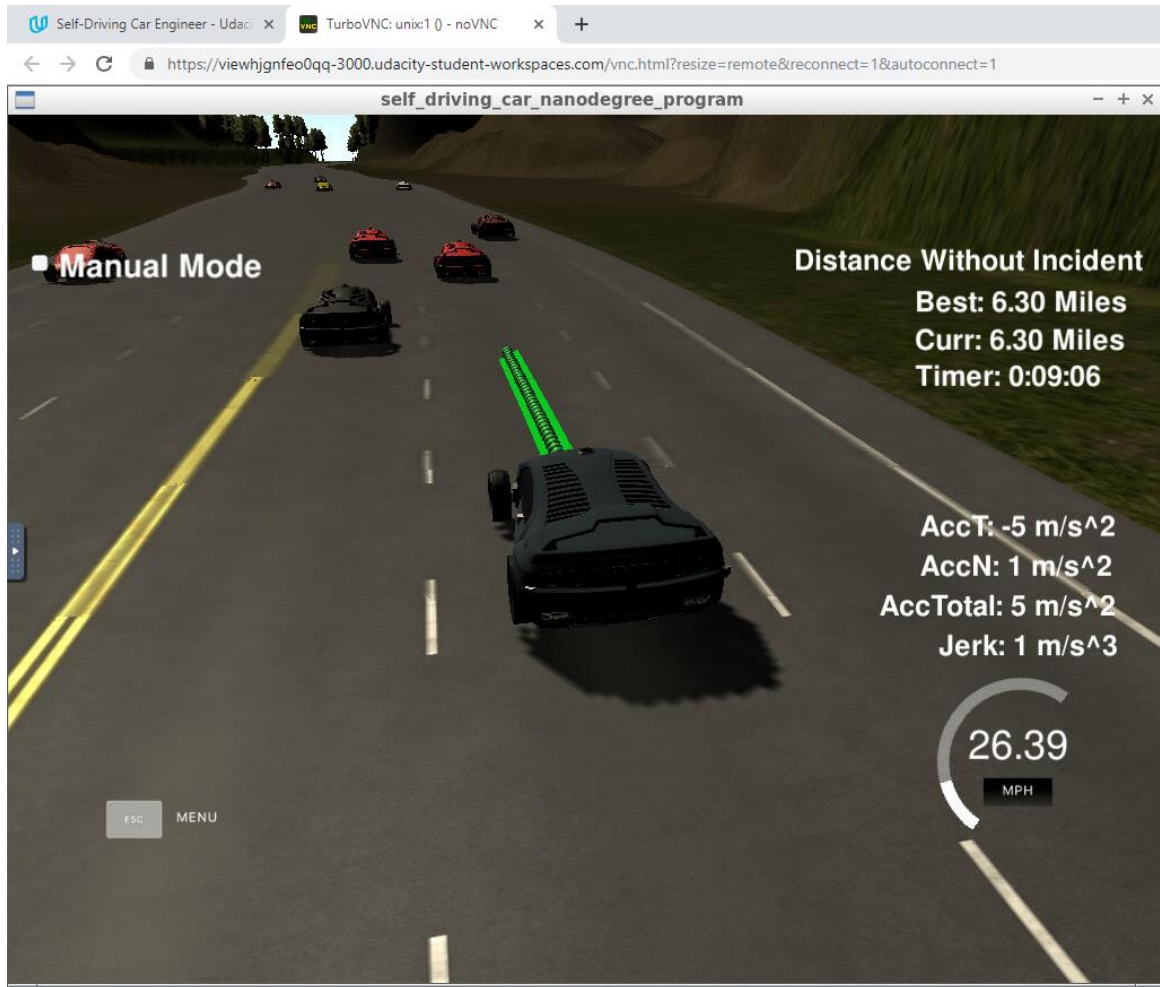 Self-Driving Car Engineer - Udaci
TurboVNC: unix:1 () - noVNC
https://viewhjgnfeo0qq-3000.udacity-student-workspaces.com/vnc.html?resize=remote&reconnect=1&autoconnect=1
self_driving_car_nanodegree_program
Manual Mode
Distance Without Incident
Best: 6.30 Miles
Curr: 6.30 Miles
Timer: 0:09:06
AccT: -5 m/s^2
AccN: 1 m/s^2
AccTotal: 5 m/s^2
Jerk: 1 m/s^3
26.39
MPH
ESC MENU